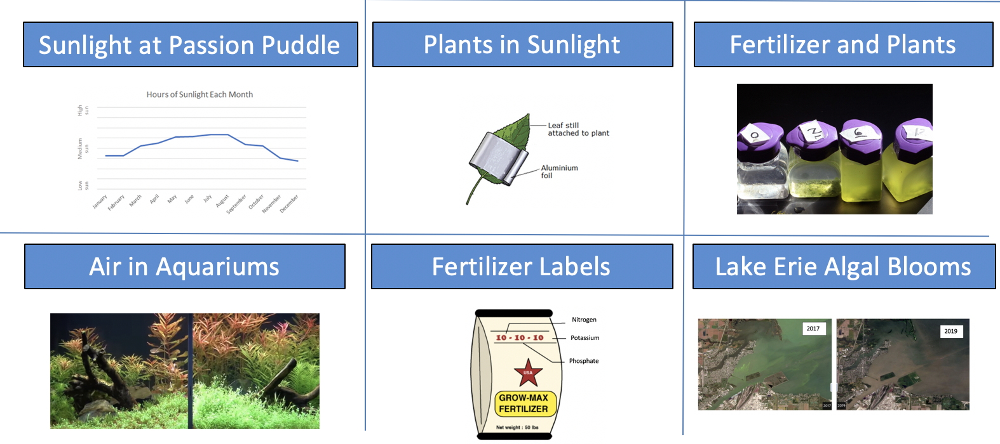 Sunlight at Passion Puddle
Plants in Sunlight
Fertilizer and Plants
Hours of Sunlight Each Month
High
sun
Medium
sun
Low
sun
January
February
March
April
May
June
July
August
September
October
November
December
Leaf still
attached to plant
Aluminium
foil
0
6
Air in Aquariums
Fertilizer Labels
Lake Erie Algal Blooms
Nitrogen
10 - 10 - 10
Potassium
Phosphate
USA
GROW-MAX
FERTILIZER
Net weight : 50 lbs
2017
2019
2017
2019